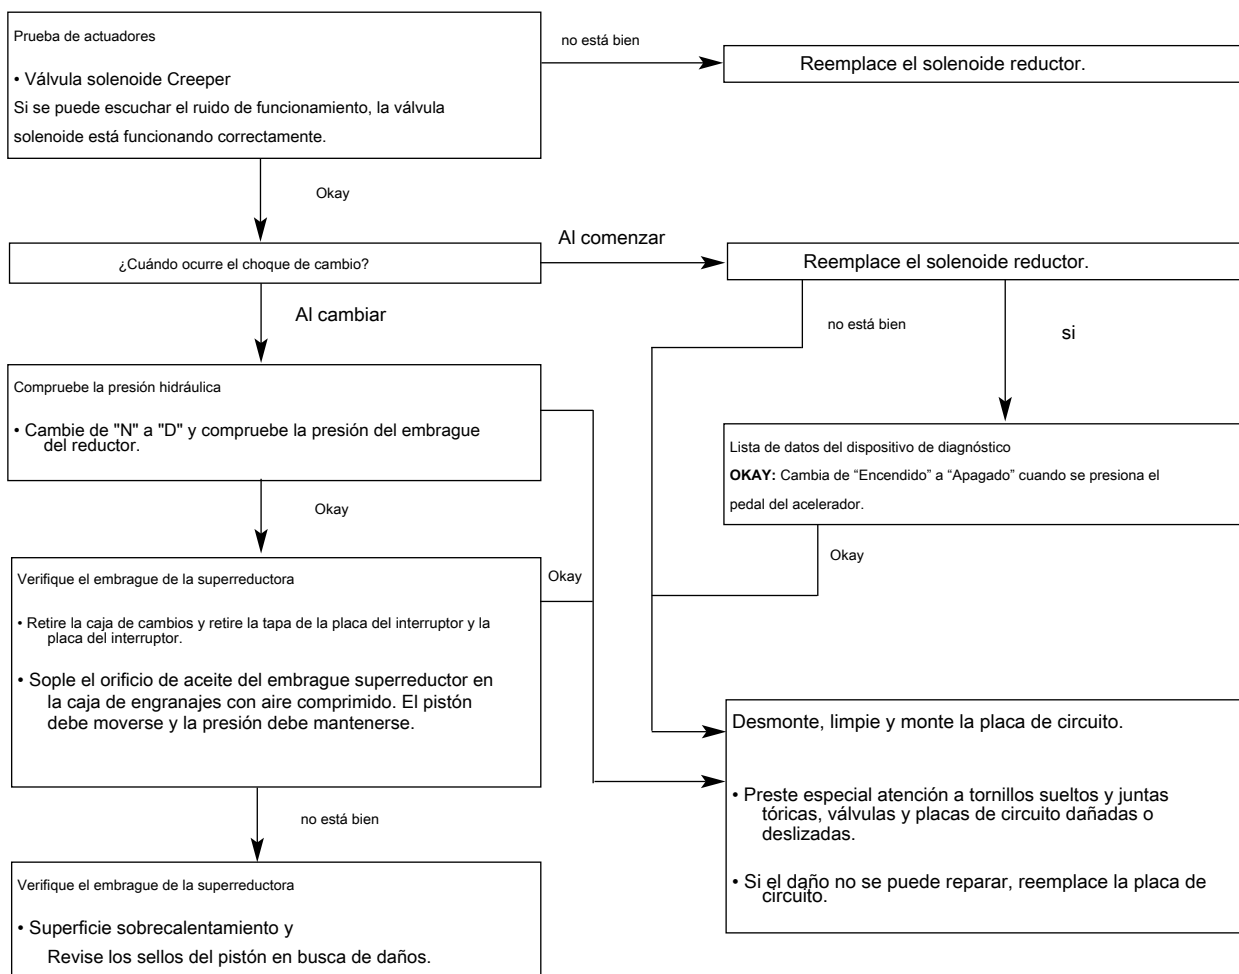 Prueba de actuadores
• Válvula solenoide Creeper
Si se puede escuchar el ruido de funcionamiento, la válvula
solenoide está funcionando correctamente.
no está bien
Reemplace el solenoide reductor.
Okay
¿Cuándo ocurre el choque de cambio?
Al comenzar
Reemplace el solenoide reductor.
Al cambiar
no está bien
si
Compruebe la presión hidráulica
• Cambie de "N" a "D" y compruebe la presión del embrague
del reductor.
Lista de datos del dispositivo de diagnóstico
OKAY: Cambia de “Encendido” a “Apagado” cuando se presiona el
pedal del acelerador.
Okay
Okay
Verifique el embrague de la superreductora
• Retire la caja de cambios y retire la tapa de la placa del interruptor y la
placa del interruptor.
• Sople el orificio de aceite del embrague superreductor en
la caja de engranajes con aire comprimido. El pistón
debe moverse y la presión debe mantenerse.
Okay
Desmonte, limpie y monte la placa de circuito.
• Preste especial atención a tornillos sueltos y juntas
tóricas, válvulas y placas de circuito dañadas o
deslizadas.
• Si el daño no se puede reparar, reemplace la placa de
circuito.
no está bien
Verifique el embrague de la superreductora
• Superficie sobrecalentamiento y
Revise los sellos del pistón en busca de daños.